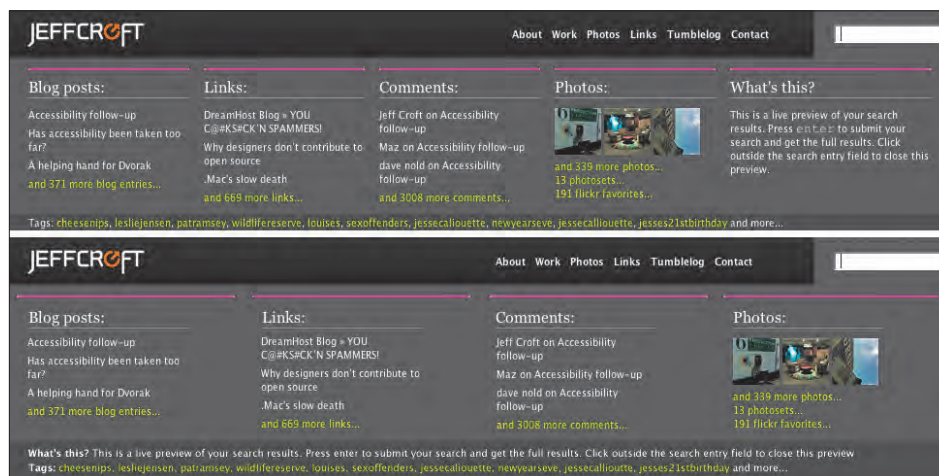 JEFFCROFT
About Work Photos Links Tumblelog Contact
Blog posts:
Accessibility follow-up
Has accessibility been taken too
far?
A helping hand for Dvorak
and 371 more blog entries...
Links:
DreamHost Blog » YOU
C@#KS#CK'N SPAMMERS!
Why designers don't contribute to
open source
.Mac's slow death
and 669 more links...
Comments:
Jeff Croft on Accessibility
follow-up
Maz on Accessibility follow-up
dave nold on Accessibility
follow-up
and 3008 more comments...
Photos:
and 339 more photos...
13 photosets...
191 flickr favorites...
What's this?
This is a live preview of your search
results. Press enter to submit your
search and get the full results. Click
outside the search entry field to close this
preview.
Tags: cheesenips, lesliejensen, patramsey, wildlifereserve, louises, sexoffenders, jessecaliouette, newyearseve, jessecalliouette, jesses21stbirthday and more...
JEFFCROFT
About Work Photos Links Tumblelog Contact
Blog posts:
Accessibility follow-up
Has accessibility been taken too
far?
A helping hand for Dvorak
and 371 more blog entries...
Links:
DreamHost Blog » YOU
C@#KS#CK'N SPAMMERS!
Why designers don't contribute to
open source
.Mac's slow death
and 669 more links...
Comments:
Jeff Croft on Accessibility
follow-up
Maz on Accessibility follow-up
dave nold on Accessibility
follow-up
and 3008 more comments...
Photos:
and 339 more photos...
13 photosets...
191 flickr favorites...
What's this? This is a live preview of your search results. Press enter to submit your search and get the full results. Click outside the search entry field to close this preview
Tags: cheesenips, lesliejensen, patramsey, wildlifereserve, louises, sexoffenders, jessecaliouette, newyearseve, jessecalliouette, jesses21stbirthday and more...